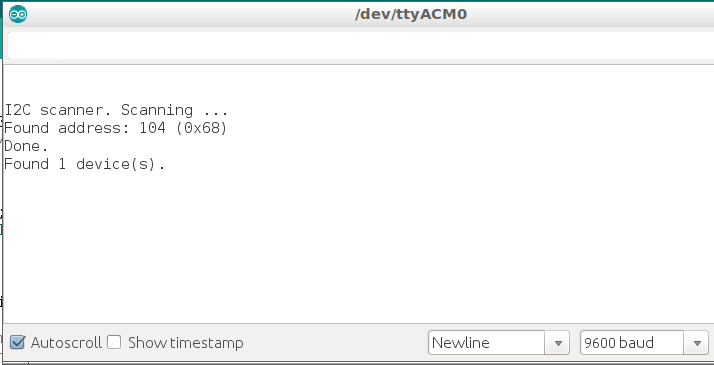 /dev/ttyACM0
I2C scanner. Scanning ...
Found address: 104 (0x68)
Done.
Found 1 device(s).
Autoscroll Show timestamp Newline 9600 baud